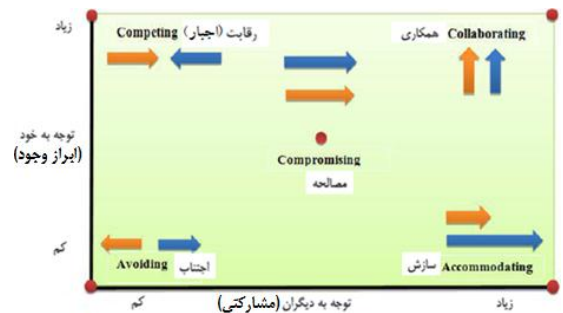 زیاد
Competing رقابت (اجبار)
همکاری Collaborating
توجه به خود
(ابراز وجود)
Compromising
مصالحه
کم
Avoiding اجتناب
سازش Accommodating
کم
توجه به دیگران (مشارکتی)
زیاد